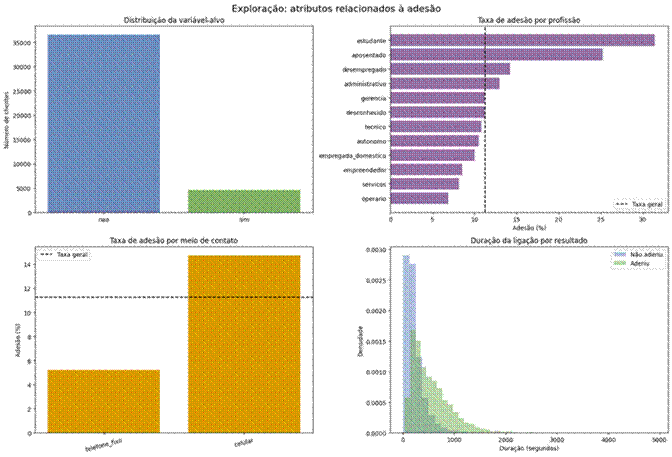 Exploração: atributos relacionados à adesão
Distribuição da variável-alvo
Número de clientes
35000
30000
25000
20000
15000
10000
5000
0
nao
sim
Taxa de adesão por profissão
estudante
aposentado
desempregado
administrativo
gerencia
desconhecido
tecnico
autonomo
empregada_domestica
empreendedor
servicos
operario
Taxa geral
0 5 10 15 20 25 30
Adesão (%)
Taxa de adesão por meio de contato
Taxa geral
Adesão (%)
14
12
10
8
6
4
2
0
telefone_fixo
celular
Duração da ligação por resultado
Não aderiu
Aderiu
Densidade
0.0030
0.0025
0.0020
0.0015
0.0010
0.0005
0.0000
0 1000 2000 3000 4000 5000
Duração (segundos)